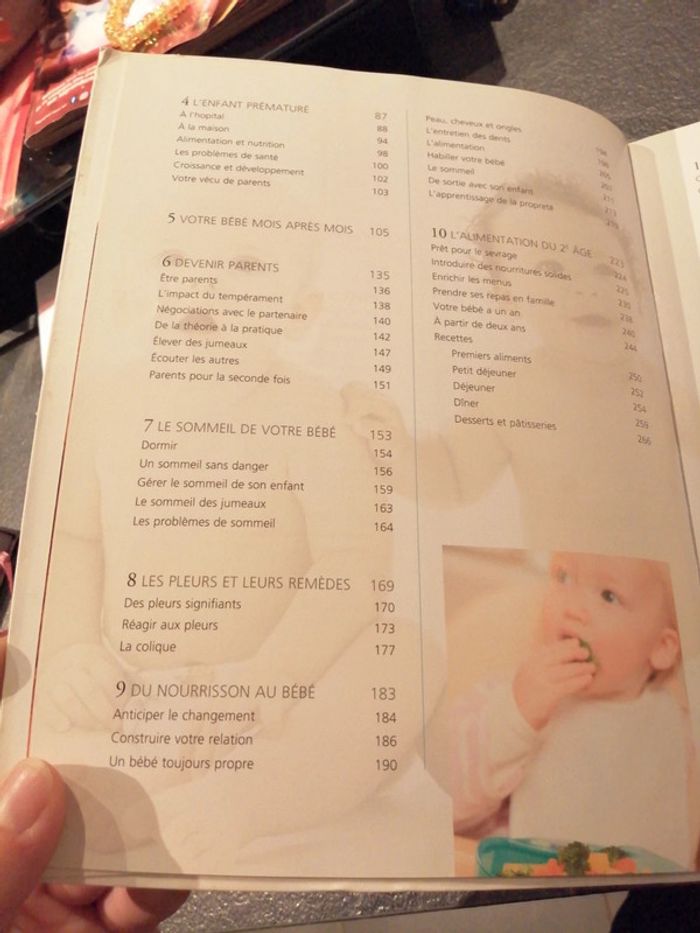 4 L'ENFANT PRÉMATURÉ 87
À l'hopital 88
À la maison 94
Alimentation et nutrition 98
Les problèmes de santé 100
Croissance et développement 102
Votre vécu de parents 103
5 VOTRE BÉBÉ MOIS APRÈS MOIS 105
6 DEVENIR PARENTS 135
Être parents 136
L'impact du tempérament 138
Négociations avec le partenaire 140
De la théorie à la pratique 142
Élever des jumeaux 147
Écouter les autres 149
Parents pour la seconde fois 151
7 LE SOMMEIL DE VOTRE BÉBÉ 153
Dormir 154
Un sommeil sans danger 156
Gérer le sommeil de son enfant 159
Le sommeil des jumeaux 163
Les problèmes de sommeil 164
8 LES PLEURS ET LEURS REMÈDES 169
Des pleurs signifiants 170
Réagir aux pleurs 173
La colique 177
9 DU NOURRISSON AU BÉBÉ 183
Anticiper le changement 184
Construire votre relation 186
Un bébé toujours propre 190
Peau, cheveux et ongles
L'entretien des dents
L'alimentation
Habiller votre bébé
Le sommeil
De sortie avec son enfant
L'apprentissage de la propreté
10 L'ALIMENTATION DU 2e ÂGE 223
Prêt pour le sevrage 224
Introduire des nourritures solides
Enrichir les menus
Prendre ses repas en famille
Votre bébé a un an
À partir de deux ans
Recettes
Premiers aliments 250
Petit déjeuner 252
Déjeuner 254
Dîner 259
Desserts et pâtisseries 266